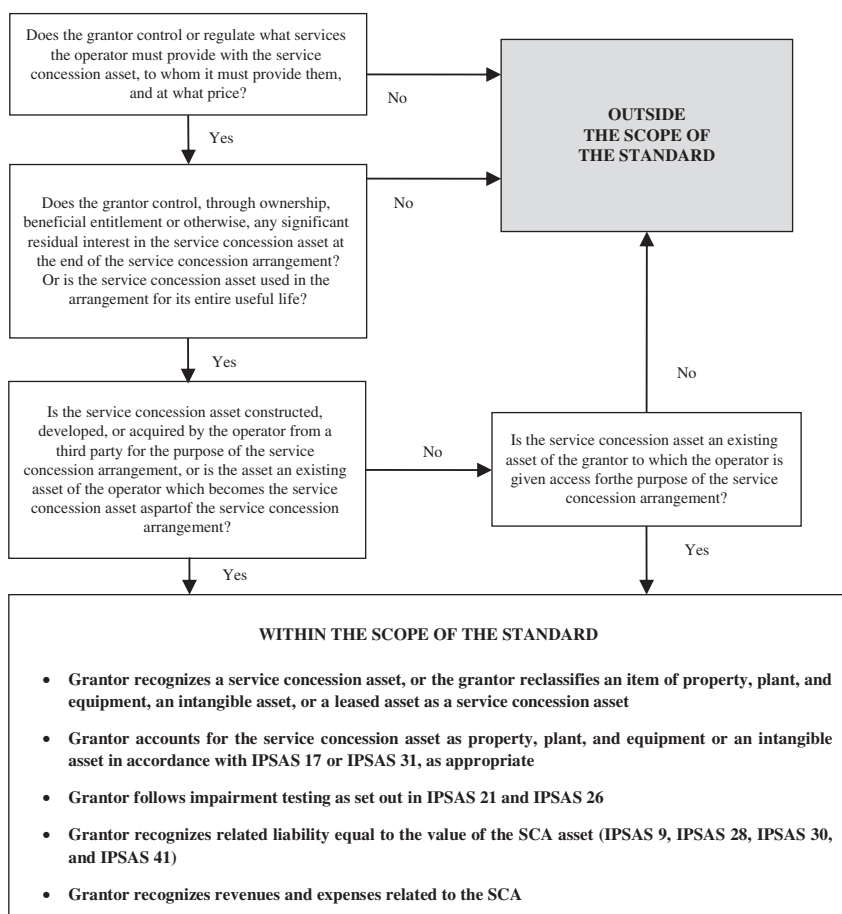 Does the grantor control or regulate what services
the operator must provide with the service
concession asset, to whom it must provide them,
and at what price?
No
OUTSIDE
THE SCOPE OF
THE STANDARD
Yes
Does the grantor control, through ownership,
beneficial entitlement or otherwise, any significant
residual interest in the service concession asset at
the end of the service concession arrangement?
Or is the service concession asset used in the
arrangement for its entire useful life?
No
Yes
No
Is the service concession asset constructed,
developed, or acquired by the operator from a
third party for the purpose of the service
concession arrangement, or is the asset an existing
asset of the operator which becomes the service
concession asset aspartof the service concession
arrangement?
No
Is the service concession asset an existing
asset of the grantor to which the operator is
given access forthe purpose of the service
concession arrangement?
Yes
Yes
WITHIN THE SCOPE OF THE STANDARD
• Grantor recognizes a service concession asset, or the grantor reclassifies an item of property, plant, and
equipment, an intangible asset, or a leased asset as a service concession asset
• Grantor accounts for the service concession asset as property, plant, and equipment or an intangible
asset in accordance with IPSAS 17 or IPSAS 31, as appropriate
• Grantor follows impairment testing as set out in IPSAS 21 and IPSAS 26
• Grantor recognizes related liability equal to the value of the SCA asset (IPSAS 9, IPSAS 28, IPSAS 30,
and IPSAS 41)
• Grantor recognizes revenues and expenses related to the SCA